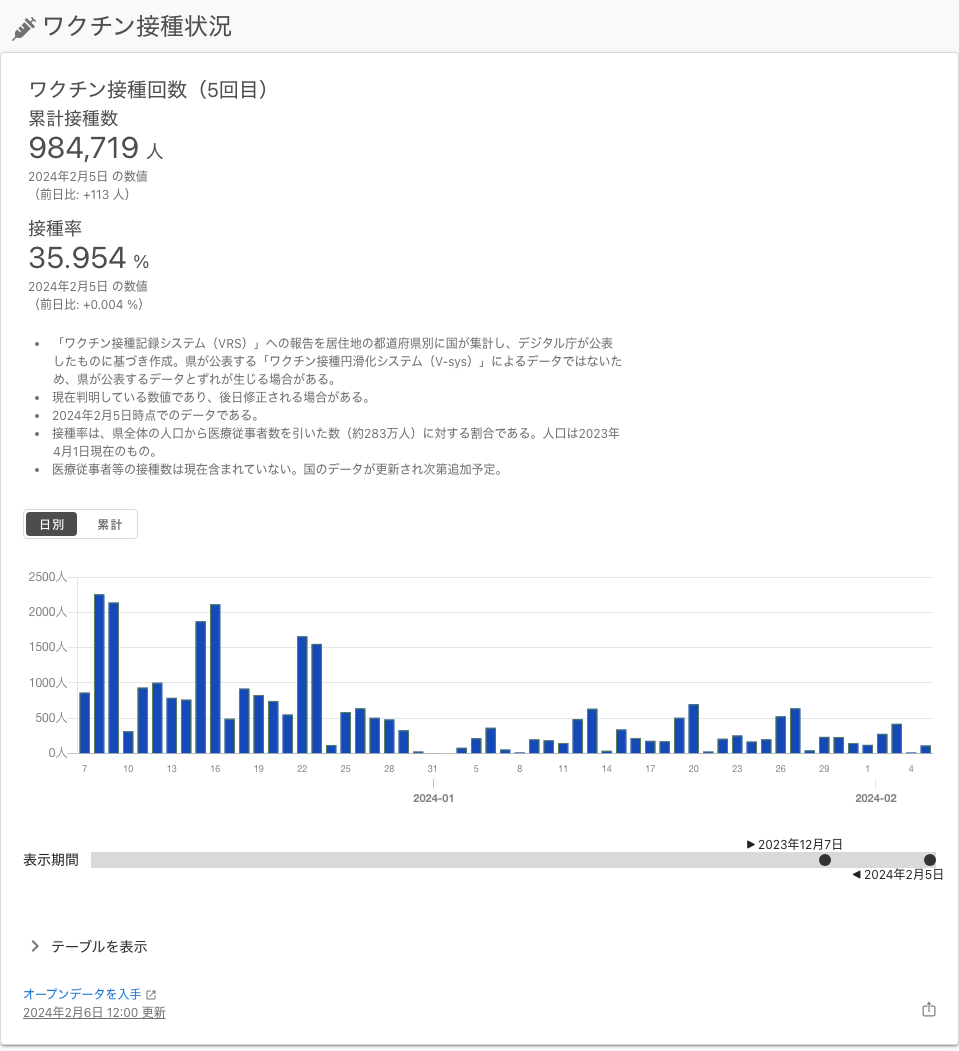 ワクチン接種状況
ワクチン接種回数（5回目）
累計接種数
984,719 人
2024年2月5日 の数値
（前日比: +113 人）
接種率
35.954 %
2024年2月5日 の数値
（前日比: +0.004 %）
• 「ワクチン接種記録システム（VRS）」への報告を居住地の都道府県別に国が集計し、デジタル庁が公表
したものに基づき作成。県が公表する「ワクチン接種円滑化システム（V-sys）」によるデータではないた
め、県が公表するデータとずれが生じる場合がある。
• 現在判明している数値であり、後日修正される場合がある。
• 2024年2月5日時点でのデータである。
• 接種率は、県全体の人口から医療従事者数を引いた数（約283万人）に対する割合である。人口は2023年
4月1日現在のもの。
• 医療従事者等の接種数は現在含まれていない。国のデータが更新され次第追加予定。
日別 累計
2500人
2000人
1500人
1000人
500人
0人
7 10 13 16 19 22 25 28 31 5 8 11 14 17 20 23 26 29 1 4
2024-01 2024-02
2023年12月7日
表示期間
2024年2月5日
テーブルを表示
オープンデータを入手
2024年2月6日 12:00 更新